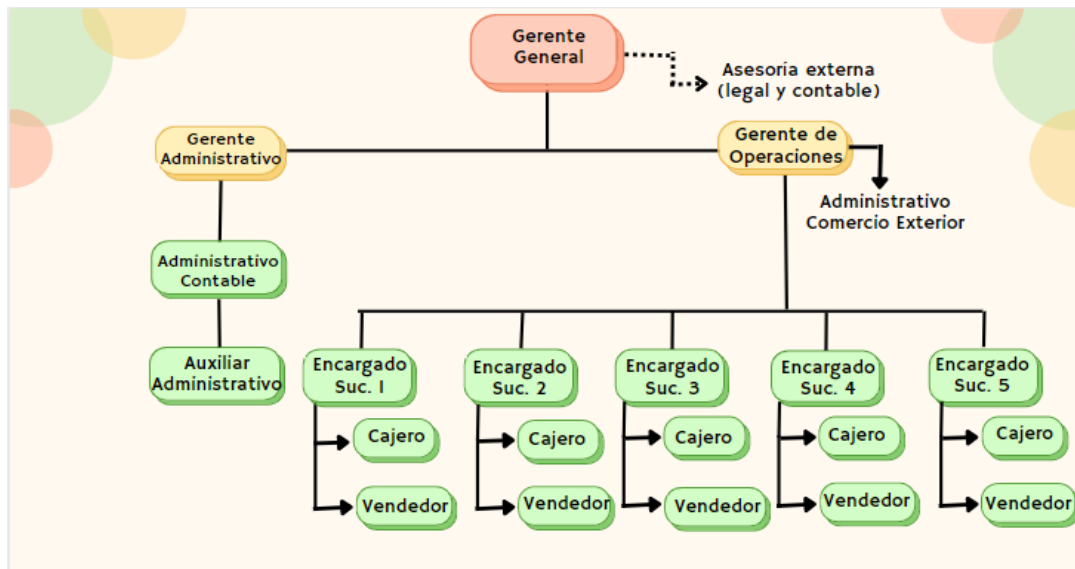 Gerente
General
Asesoría externa
(legal y contable)
Gerente
Administrativo
Gerente de
Operaciones
Administrativo
Comercio Exterior
Administrativo
Contable
Auxiliar
Administrativo
Encargado
Suc. 1
Encargado
Suc. 2
Encargado
Suc. 3
Encargado
Suc. 4
Encargado
Suc. 5
Cajero
Cajero
Cajero
Cajero
Cajero
Vendedor
Vendedor
Vendedor
Vendedor
Vendedor